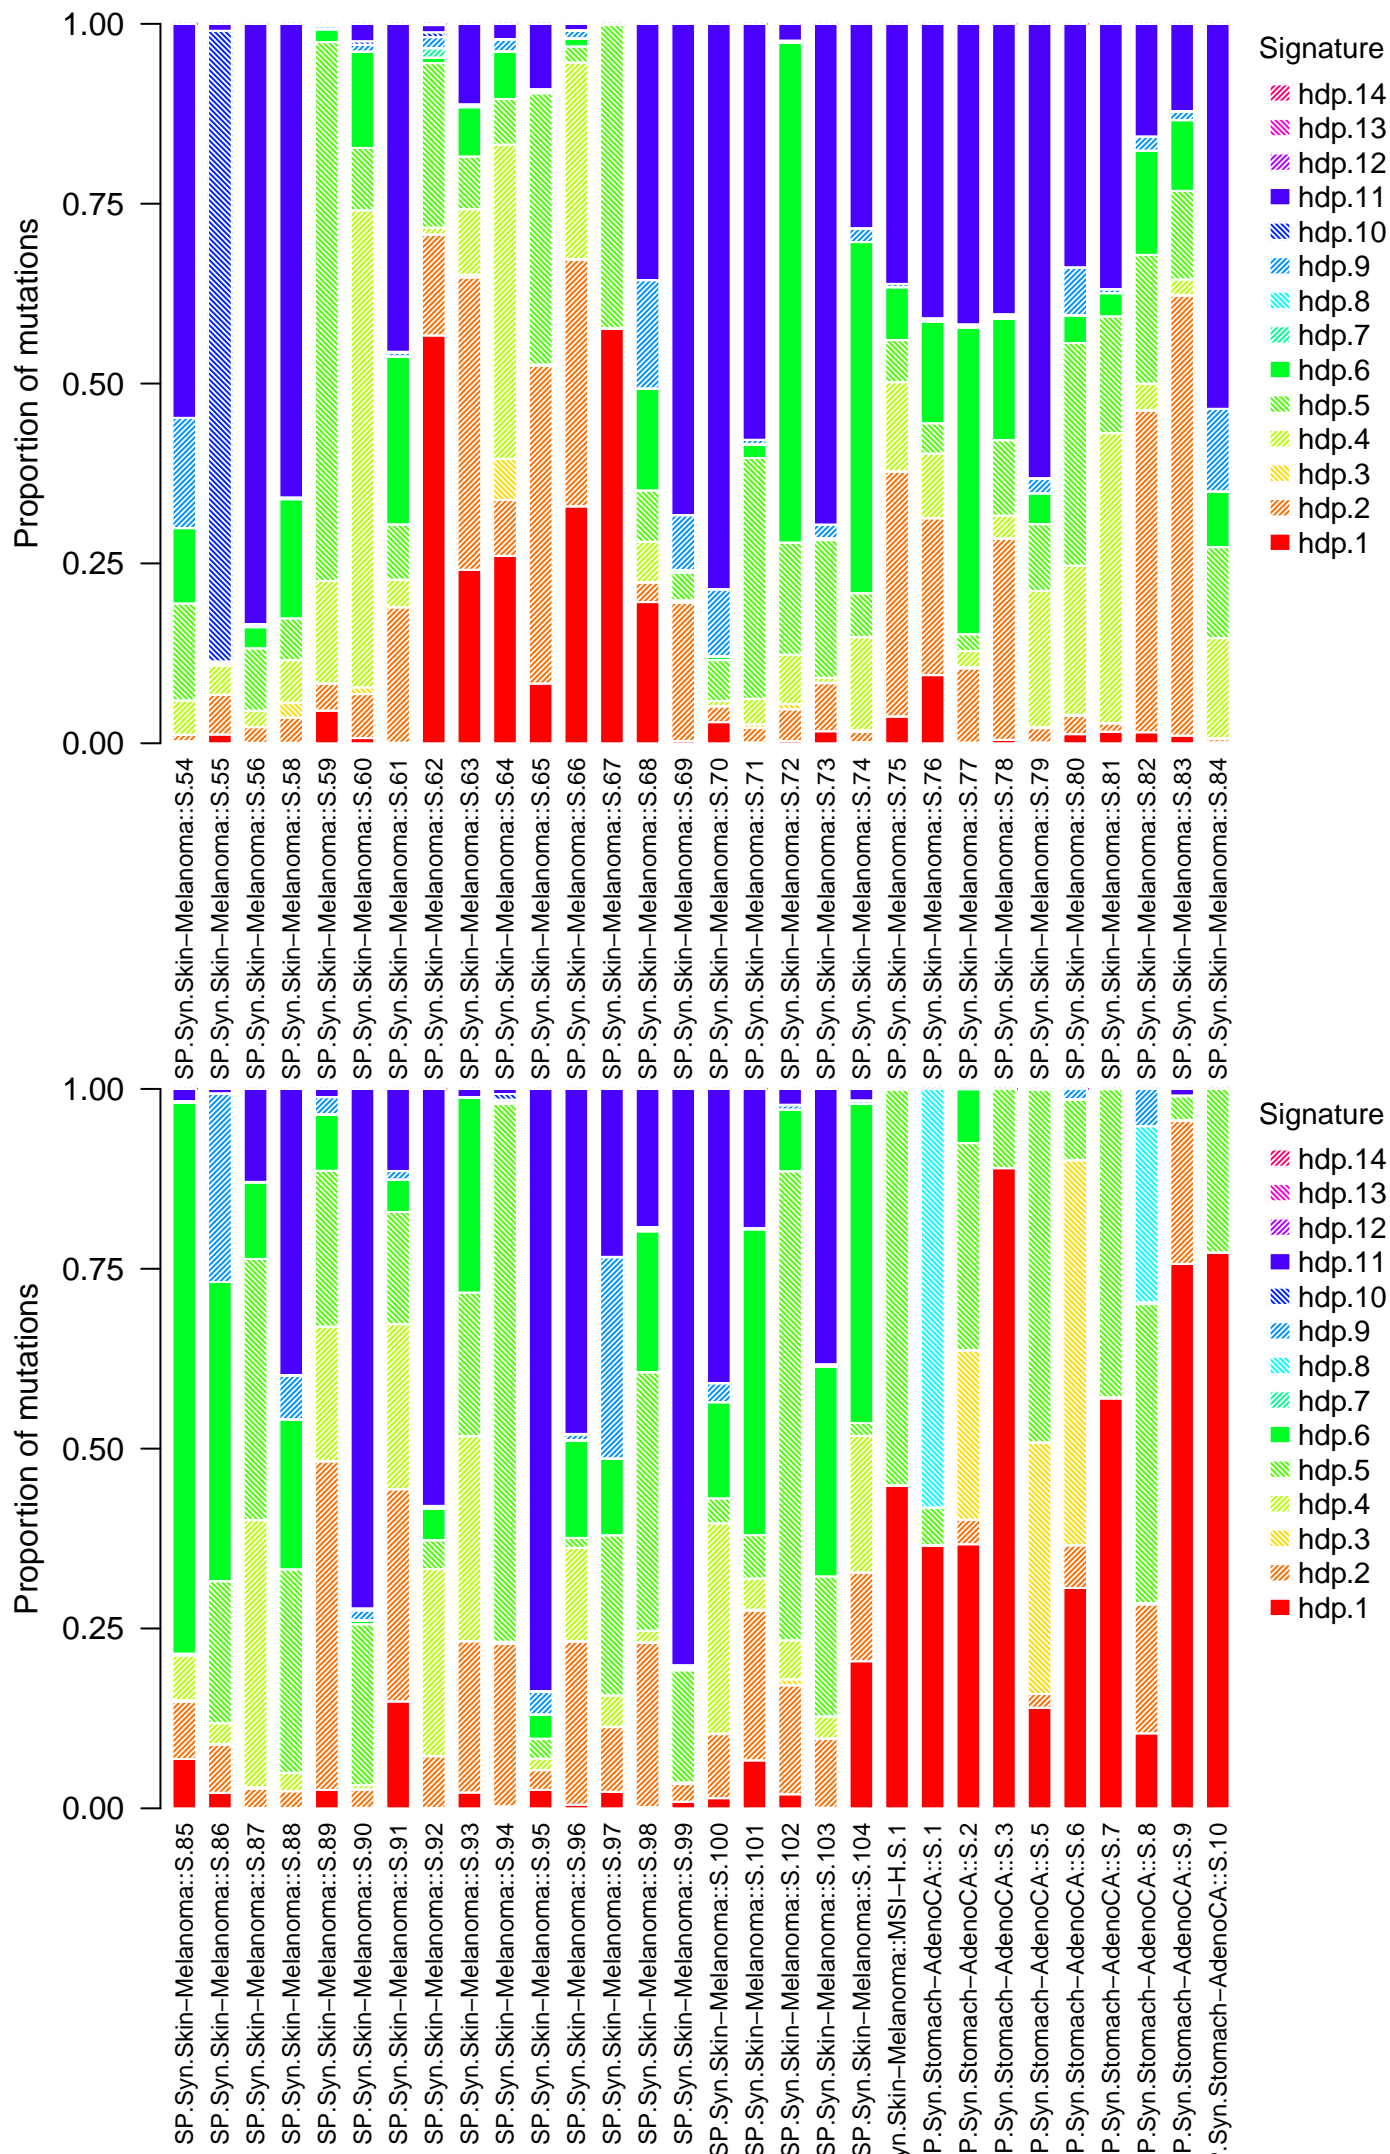 Proportion of mutations
1.00
0.75
0.50
0.25
0.00
SP.Syn.Skin−Melanoma::S.54
SP.Syn.Skin−Melanoma::S.55
SP.Syn.Skin−Melanoma::S.56
SP.Syn.Skin−Melanoma::S.58
SP.Syn.Skin−Melanoma::S.59
SP.Syn.Skin−Melanoma::S.60
SP.Syn.Skin−Melanoma::S.61
SP.Syn.Skin−Melanoma::S.62
SP.Syn.Skin−Melanoma::S.63
SP.Syn.Skin−Melanoma::S.64
SP.Syn.Skin−Melanoma::S.65
SP.Syn.Skin−Melanoma::S.66
SP.Syn.Skin−Melanoma::S.67
SP.Syn.Skin−Melanoma::S.68
SP.Syn.Skin−Melanoma::S.69
SP.Syn.Skin−Melanoma::S.70
SP.Syn.Skin−Melanoma::S.71
SP.Syn.Skin−Melanoma::S.72
SP.Syn.Skin−Melanoma::S.73
SP.Syn.Skin−Melanoma::S.74
SP.Syn.Skin−Melanoma::S.75
SP.Syn.Skin−Melanoma::S.76
SP.Syn.Skin−Melanoma::S.77
SP.Syn.Skin−Melanoma::S.78
SP.Syn.Skin−Melanoma::S.79
SP.Syn.Skin−Melanoma::S.80
SP.Syn.Skin−Melanoma::S.81
SP.Syn.Skin−Melanoma::S.82
SP.Syn.Skin−Melanoma::S.83
SP.Syn.Skin−Melanoma::S.84
Signature
hdp.14
hdp.13
hdp.12
hdp.11
hdp.10
hdp.9
hdp.8
hdp.7
hdp.6
hdp.5
hdp.4
hdp.3
hdp.2
hdp.1
Proportion of mutations
1.00
0.75
0.50
0.25
0.00
SP.Syn.Skin−Melanoma::S.85
SP.Syn.Skin−Melanoma::S.86
SP.Syn.Skin−Melanoma::S.87
SP.Syn.Skin−Melanoma::S.88
SP.Syn.Skin−Melanoma::S.89
SP.Syn.Skin−Melanoma::S.90
SP.Syn.Skin−Melanoma::S.91
SP.Syn.Skin−Melanoma::S.92
SP.Syn.Skin−Melanoma::S.93
SP.Syn.Skin−Melanoma::S.94
SP.Syn.Skin−Melanoma::S.95
SP.Syn.Skin−Melanoma::S.96
SP.Syn.Skin−Melanoma::S.97
SP.Syn.Skin−Melanoma::S.98
SP.Syn.Skin−Melanoma::S.99
SP.Syn.Skin−Melanoma::S.100
SP.Syn.Skin−Melanoma::S.101
SP.Syn.Skin−Melanoma::S.102
SP.Syn.Skin−Melanoma::S.103
SP.Syn.Skin−Melanoma::S.104
yn.Skin−Melanoma::MSI−H.S.1
P.Syn.Stomach−AdenoCA::S.1
P.Syn.Stomach−AdenoCA::S.2
P.Syn.Stomach−AdenoCA::S.3
P.Syn.Stomach−AdenoCA::S.5
P.Syn.Stomach−AdenoCA::S.6
P.Syn.Stomach−AdenoCA::S.7
P.Syn.Stomach−AdenoCA::S.8
P.Syn.Stomach−AdenoCA::S.9
.Syn.Stomach−AdenoCA::S.10
Signature
hdp.14
hdp.13
hdp.12
hdp.11
hdp.10
hdp.9
hdp.8
hdp.7
hdp.6
hdp.5
hdp.4
hdp.3
hdp.2
hdp.1